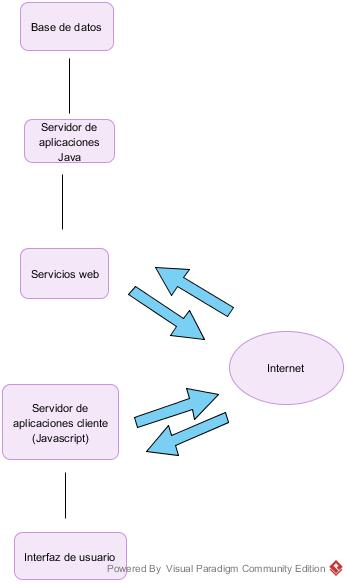 Base de datos
Servidor de
aplicaciones
Java
Servicios web
Internet
Servidor de
aplicaciones cliente
(Javascript)
Interfaz de usuario
Powered By Visual Paradigm Community Edition